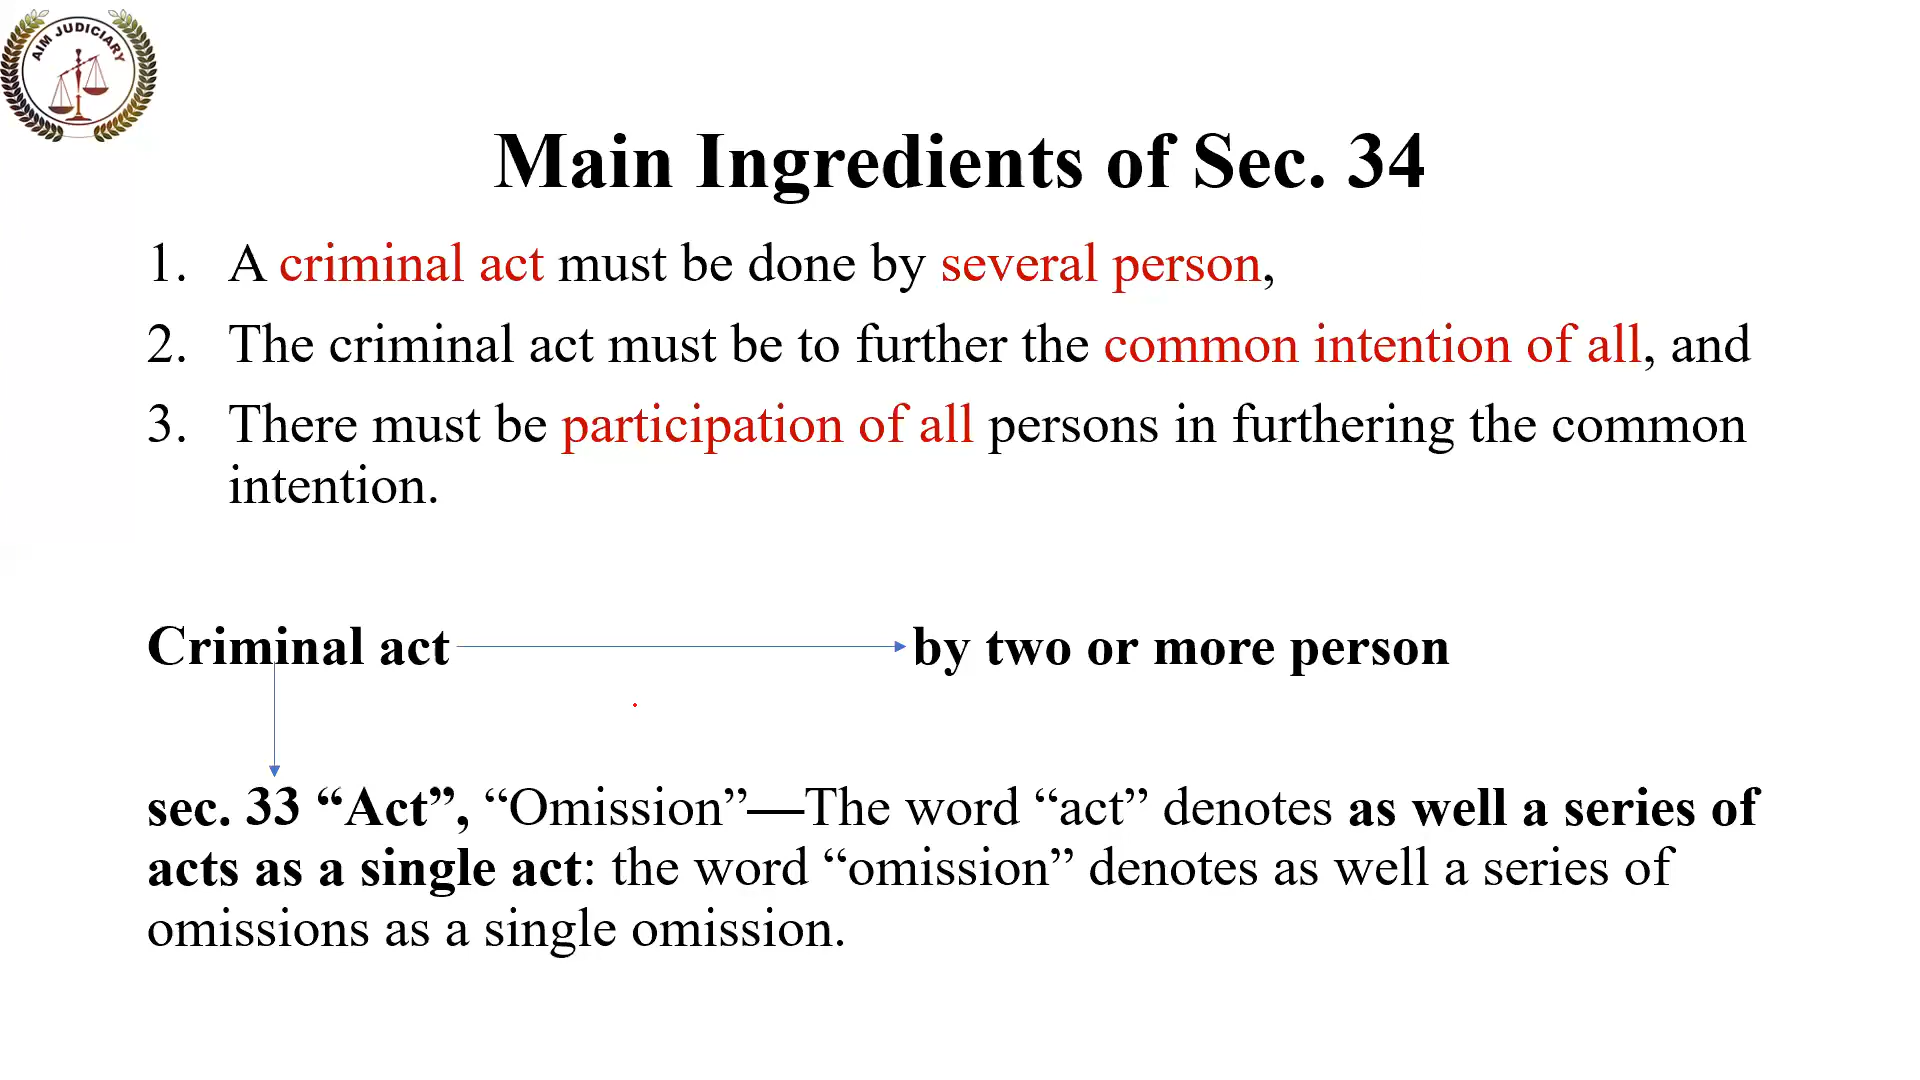 AIM JUDICIARY
Main Ingredients of Sec. 34
1. A criminal act must be done by several person,
2. The criminal act must be to further the common intention of all, and
3. There must be participation of all persons in furthering the common
intention.
Criminal act by two or more person
sec. 33 “Act”, “Omission”—The word “act” denotes as well a series of
acts as a single act: the word “omission” denotes as well a series of
omissions as a single omission.